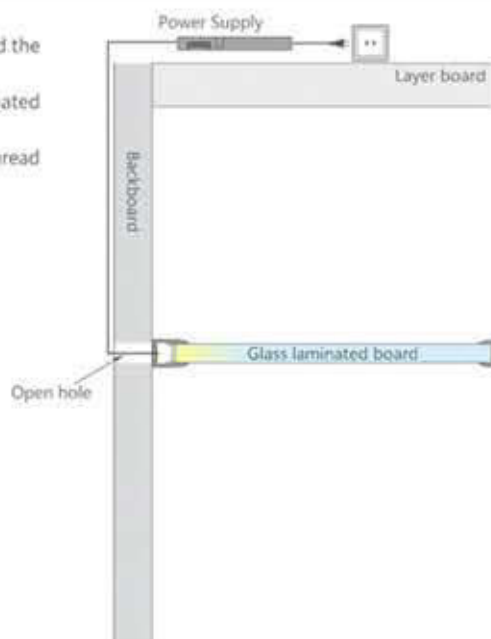 Power Supply
d the
Layer board
ated
read
Backboard
Glass laminated board
Open hole